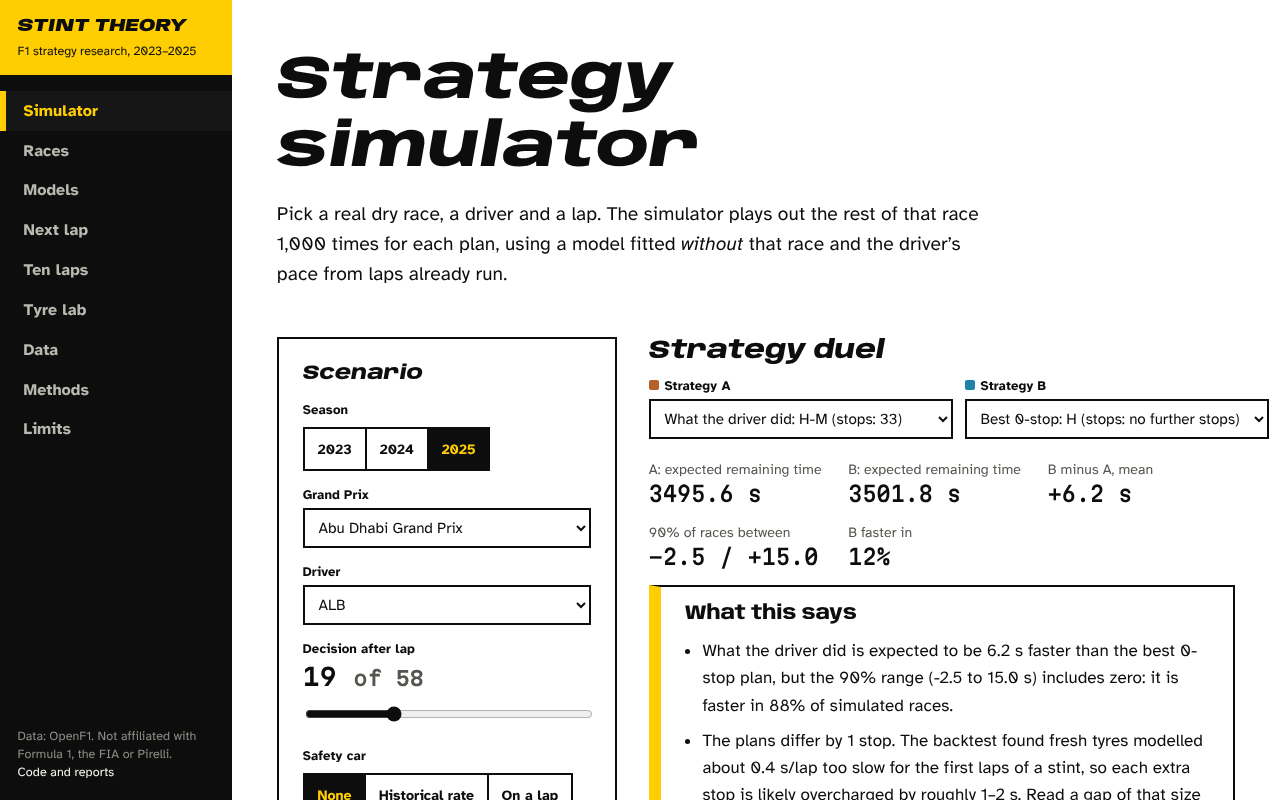 STINT THEORY
F1 strategy research, 2023–2025
Simulator
Races
Models
Next lap
Ten laps
Tyre lab
Data
Methods
Limits
Data: OpenF1. Not affiliated with
Formula 1, the FIA or Pirelli.
Code and reports
Strategy
simulator
Pick a real dry race, a driver and a lap. The simulator plays out the rest of that race
1,000 times for each plan, using a model fitted without that race and the driver’s
pace from laps already run.
Scenario
Season
2023 2024 2025
Grand Prix
Abu Dhabi Grand Prix
Driver
ALB
Decision after lap
19 of 58
Safety car
None Historical rate On a lap
Strategy duel
Strategy A Strategy B
What the driver did: H-M (stops: 33) Best 0-stop: H (stops: no further stops)
A: expected remaining time B: expected remaining time B minus A, mean
3495.6 s 3501.8 s +6.2 s
90% of races between B faster in
−2.5 / +15.0 12%
What this says
• What the driver did is expected to be 6.2 s faster than the best 0-
stop plan, but the 90% range (-2.5 to 15.0 s) includes zero: it is
faster in 88% of simulated races.
• The plans differ by 1 stop. The backtest found fresh tyres modelled
about 0.4 s/lap too slow for the first laps of a stint, so each extra
stop is likely overcharged by roughly 1–2 s. Read a gap of that size